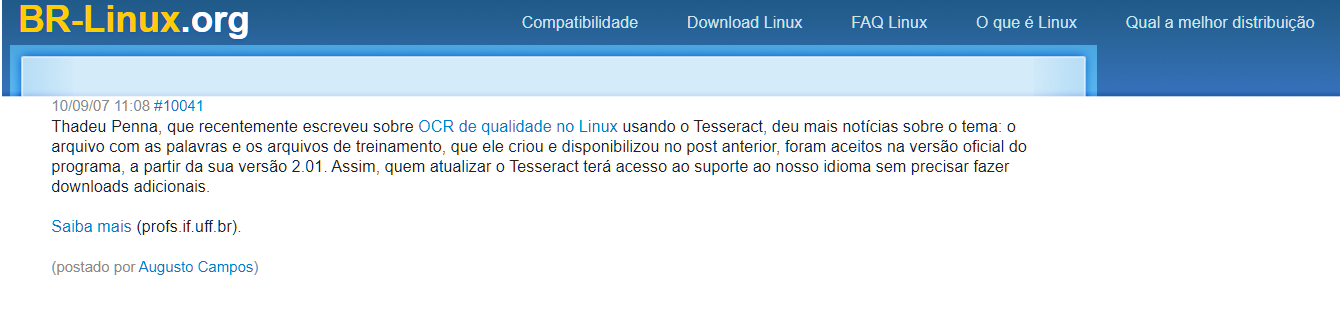 BR-Linux.org
Compatibilidade Download Linux FAQ Linux O que é Linux Qual a melhor distribuição
10/09/07 11:08 #10041
Thadeu Penna, que recentemente escreveu sobre OCR de qualidade no Linux usando o Tesseract, deu mais notícias sobre o tema: o
arquivo com as palavras e os arquivos de treinamento, que ele criou e disponibilizou no post anterior, foram aceitos na versão oficial do
programa, a partir da sua versão 2.01. Assim, quem atualizar o Tesseract terá acesso ao suporte ao nosso idioma sem precisar fazer
downloads adicionais.
Saiba mais (profs.if.uff.br).
(postado por Augusto Campos)